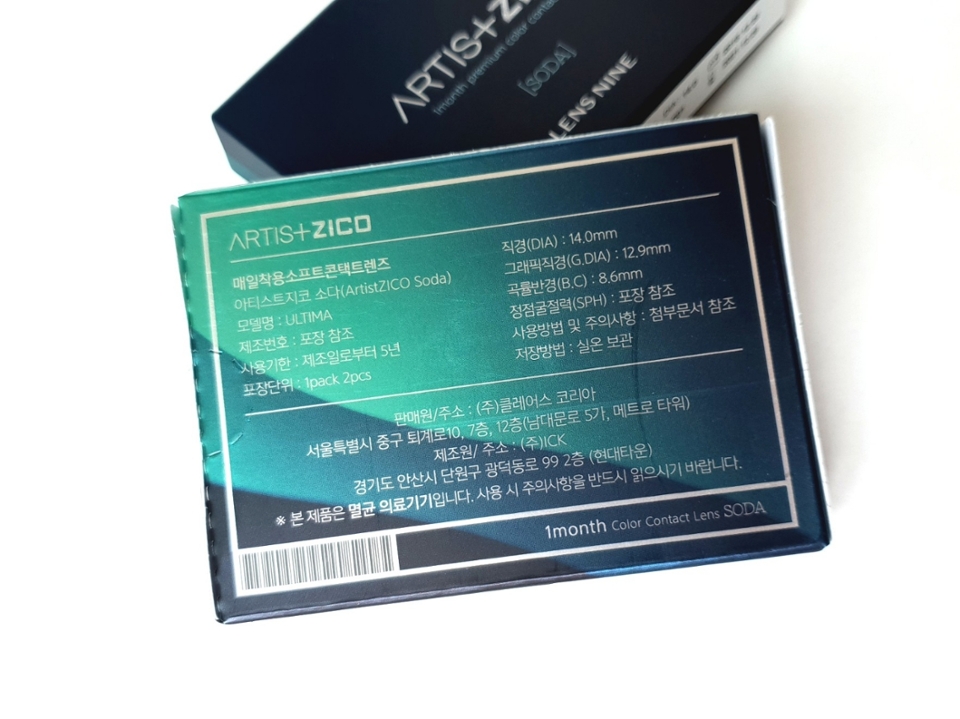 ARTIS+
1month premium color contact
[SODA]
LENS NINE
ARTIS+ZICO
매일착용소프트콘택트렌즈
아티스트지코 소다(ArtistZICO Soda)
모델명 : ULTIMA
제조번호 : 포장 참조
사용기한 : 제조일로부터 5년
포장단위 : 1pack 2pcs
직경(DIA) : 14.0mm
그래픽직경(G.DIA) : 12.9mm
곡률반경(B.C) : 8.6mm
정점굴절력(SPH) : 포장 참조
사용방법 및 주의사항 : 첨부문서 참조
저장방법 : 실온 보관
판매원/주소 : (주)클레어스 코리아
서울특별시 중구 퇴계로10, 7층, 12층(남대문로 5가, 메트로 타워)
제조원/ 주소 : (주)ICK
경기도 안산시 단원구 광덕동로 99 2층 (현대타운)
※ 본 제품은 멸균 의료기기입니다. 사용 시 주의사항을 반드시 읽으시기 바랍니다.
1month Color Contact Lens SODA